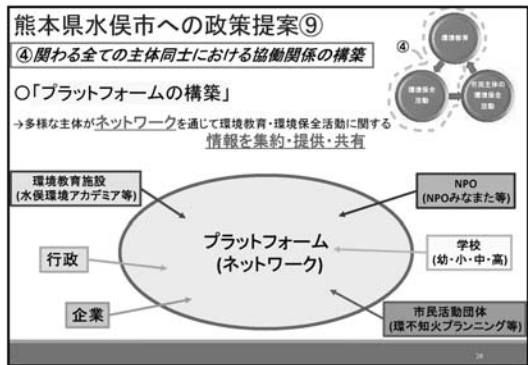 熊本県水俣市への政策提案⑨
④関わる全ての主体同士における協働関係の構築
④
環境教育
環境保全
活動
市民主体の
環境保全
活動
○「プラットフォームの構築」
→多様な主体がネットワークを通じて環境教育・環境保全活動に関する
情報を集約・提供・共有
環境教育施設
(水俣環境アカデミア等)
NPO
(NPOみなまた等)
プラットフォーム
(ネットワーク)
学校
(幼・小・中・高)
行政
企業
市民活動団体
(環不知火プランニング等)
28